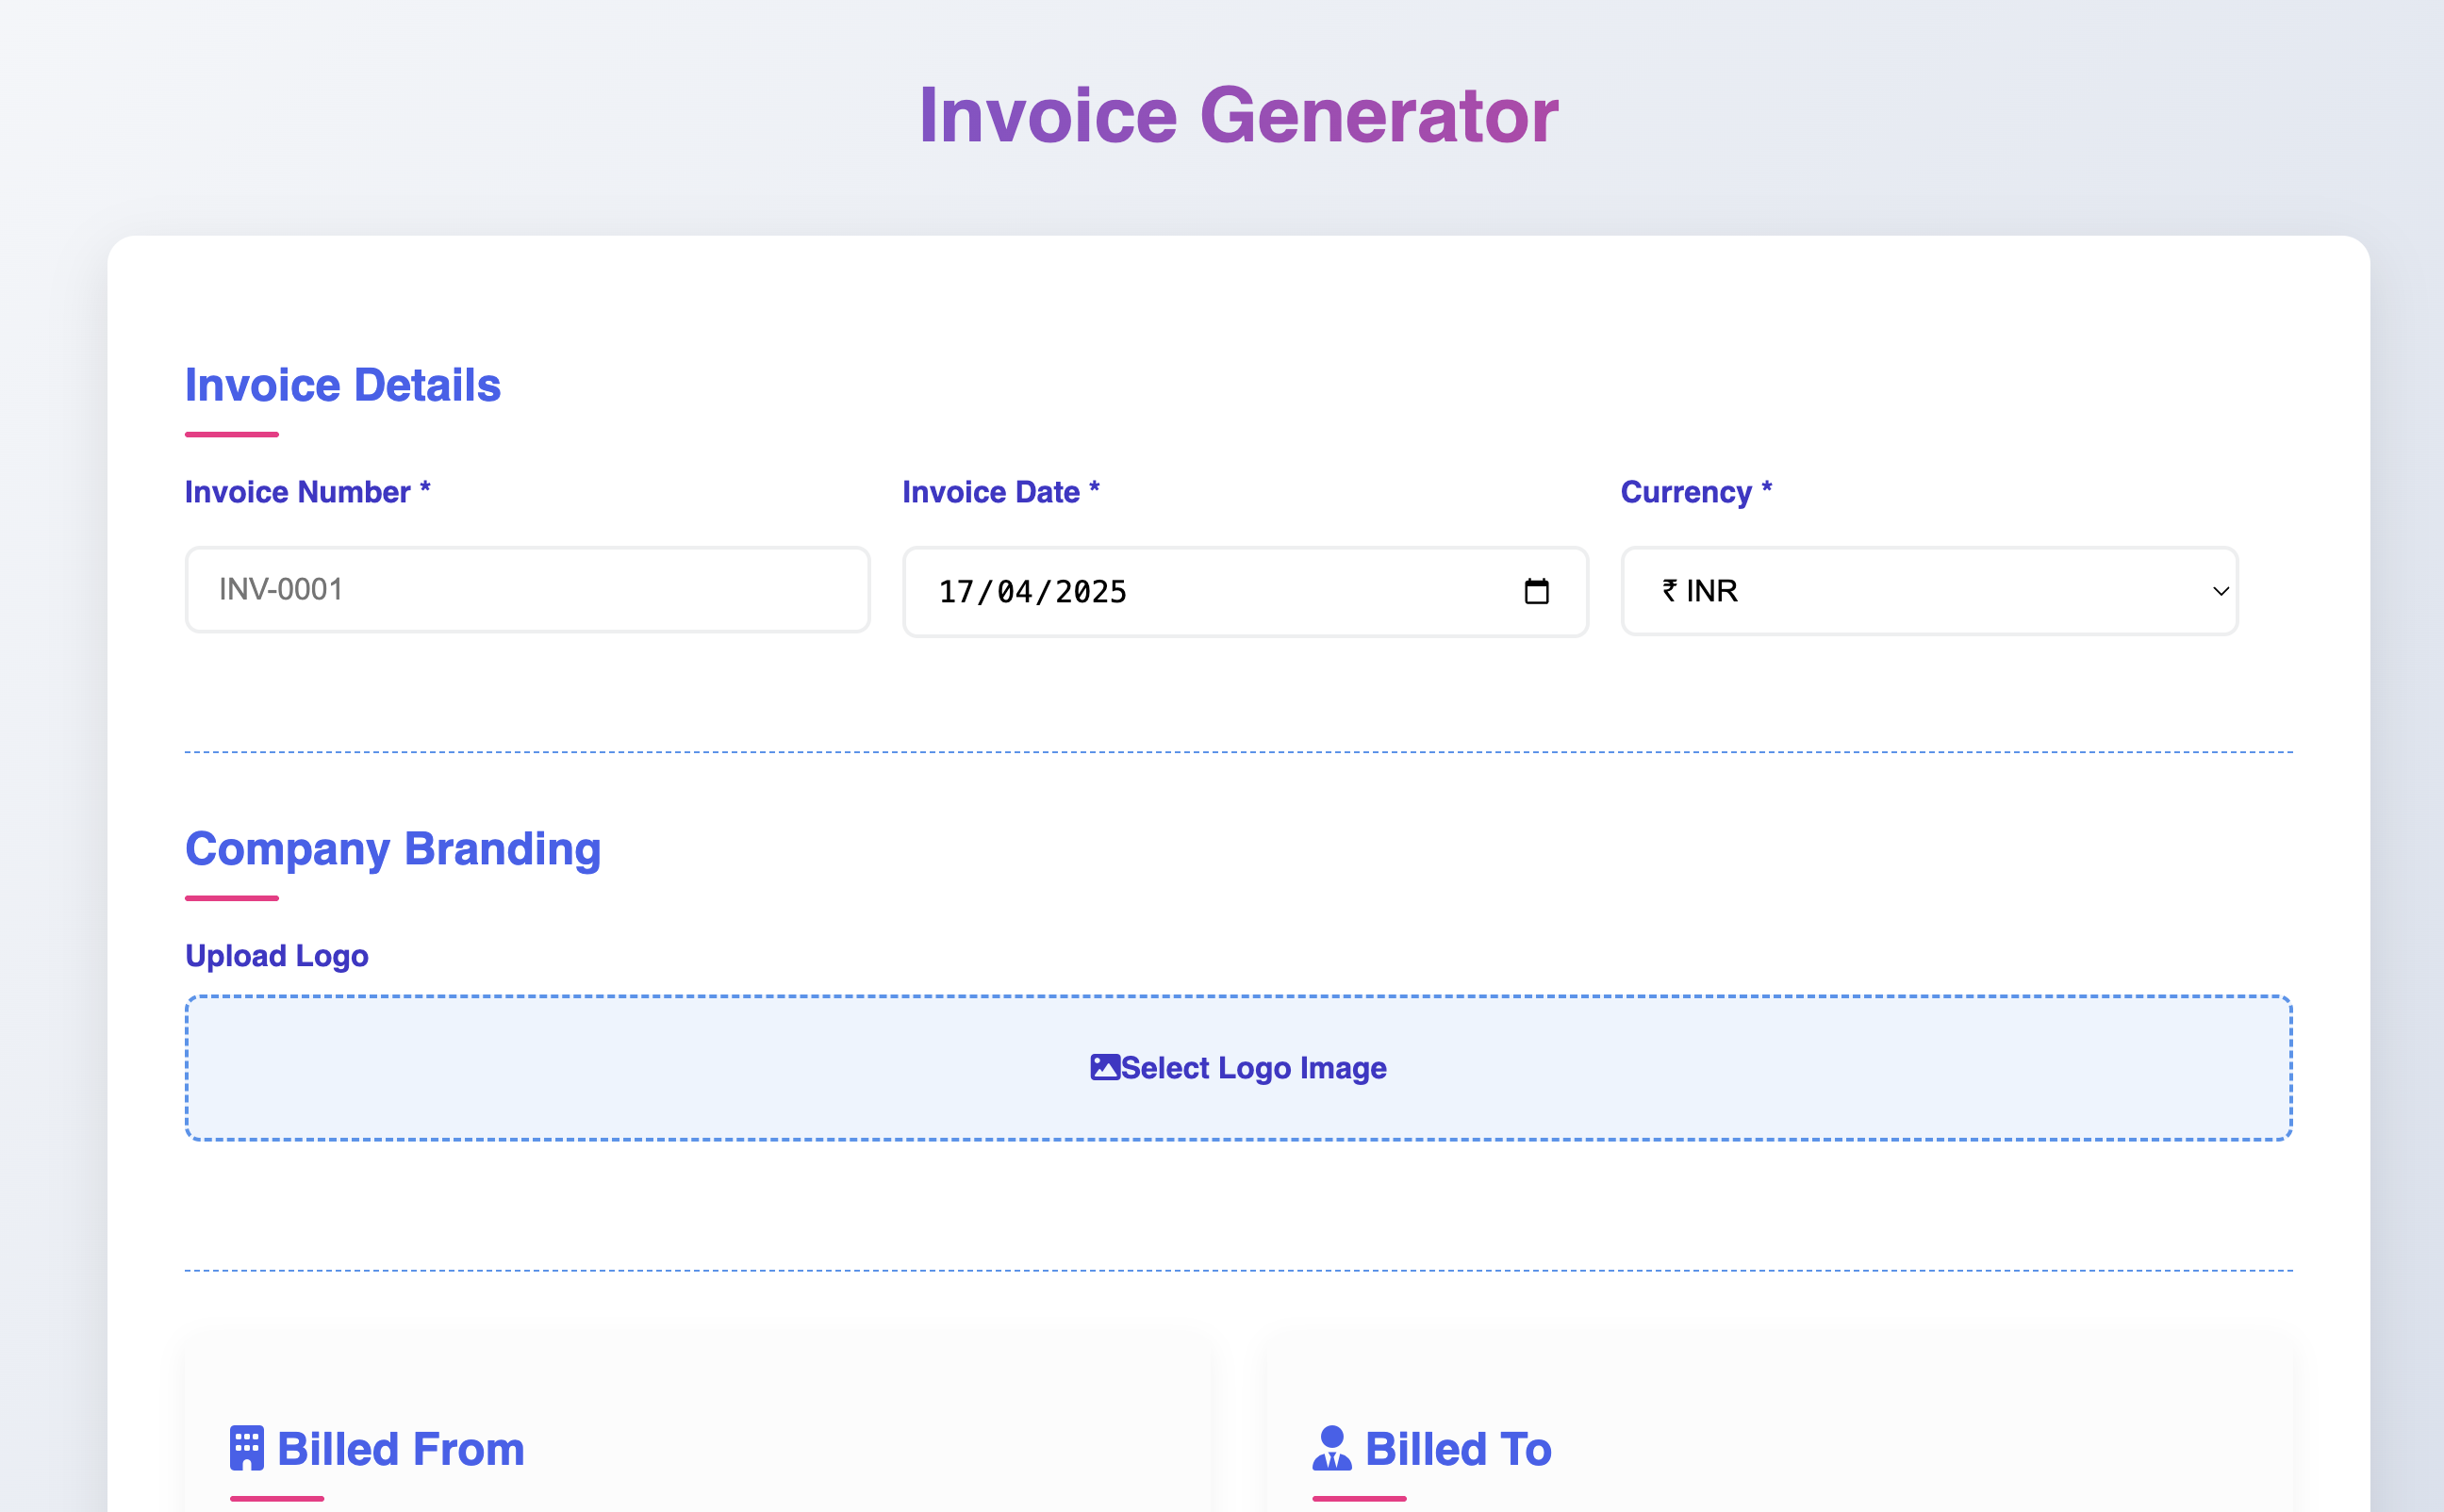 Invoice Generator
Invoice Details
Invoice Number * Invoice Date * Currency *
INV-0001 17/04/2025 ₹ INR
Company Branding
Upload Logo
Select Logo Image
Billed From Billed To